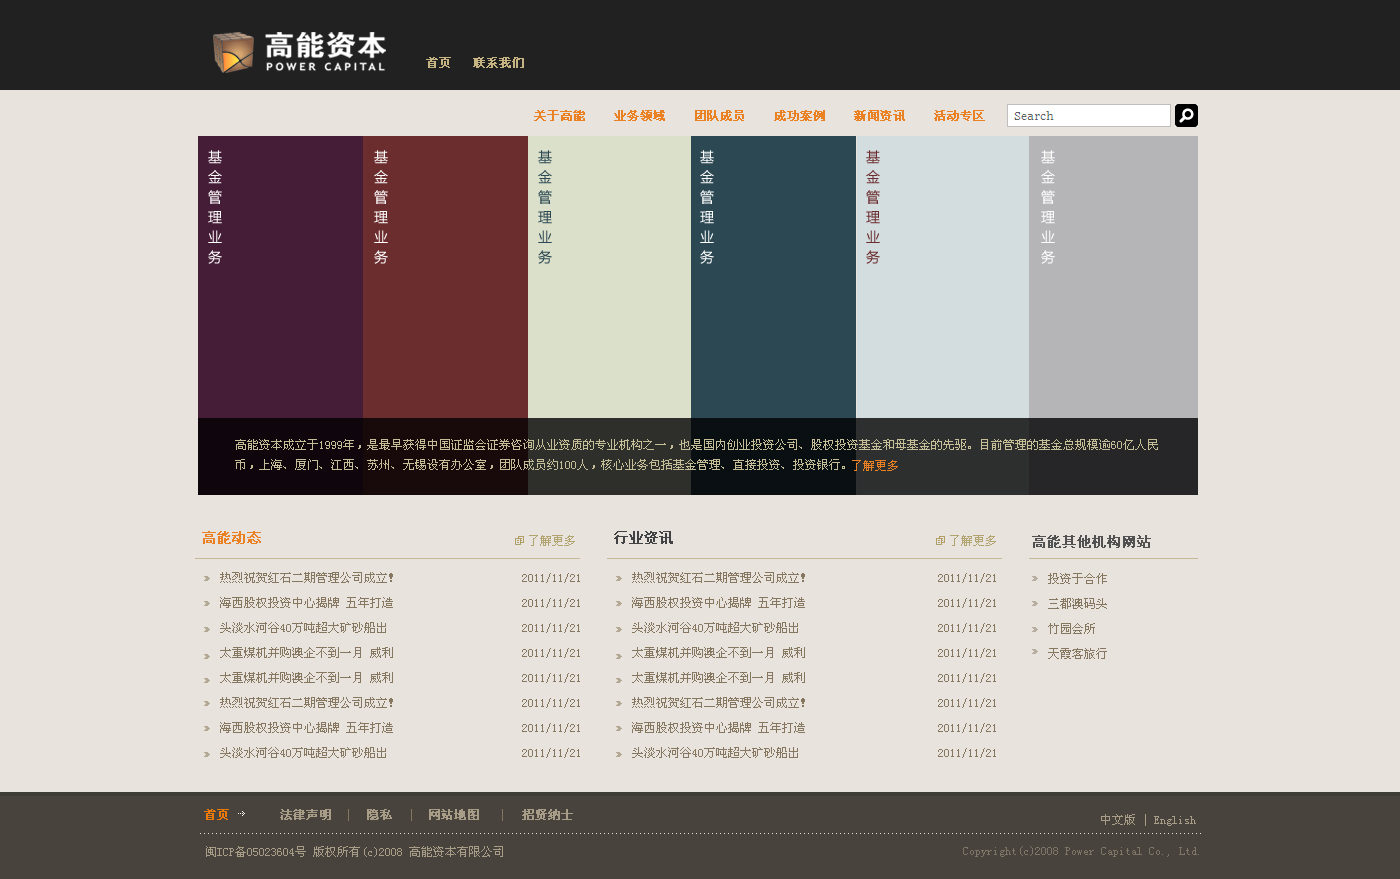 高能资本
POWER CAPITAL
首页 联系我们
关于高能 业务领域 团队成员 成功案例 新闻资讯 活动专区 Search
基金管理业务
基金管理业务
基金管理业务
基金管理业务
基金管理业务
基金管理业务
高能资本成立于1999年，是最早获得中国证监会证券咨询从业资质的专业机构之一，也是国内创业投资公司、股权投资基金和母基金的先驱。目前管理的基金总规模逾60亿人民
币，上海、厦门、江西、苏州、无锡设有办公室，团队成员约100人，核心业务包括基金管理、直接投资、投资银行。了解更多
高能动态 了解更多
热烈祝贺红石二期管理公司成立！ 2011/11/21
海西股权投资中心揭牌 五年打造 2011/11/21
头淡水河谷40万吨超大矿砂船出 2011/11/21
太重煤机并购澳企不到一月 威利 2011/11/21
太重煤机并购澳企不到一月 威利 2011/11/21
热烈祝贺红石二期管理公司成立！ 2011/11/21
海西股权投资中心揭牌 五年打造 2011/11/21
头淡水河谷40万吨超大矿砂船出 2011/11/21
行业资讯 了解更多
热烈祝贺红石二期管理公司成立！ 2011/11/21
海西股权投资中心揭牌 五年打造 2011/11/21
头淡水河谷40万吨超大矿砂船出 2011/11/21
太重煤机并购澳企不到一月 威利 2011/11/21
太重煤机并购澳企不到一月 威利 2011/11/21
热烈祝贺红石二期管理公司成立！ 2011/11/21
海西股权投资中心揭牌 五年打造 2011/11/21
头淡水河谷40万吨超大矿砂船出 2011/11/21
高能其他机构网站
投资于合作
三都澳码头
竹园会所
天霞客旅行
首页 法律声明 | 隐私 | 网站地图 | 招贤纳士
中文版 | English
闽ICP备05023604号 版权所有(c)2008 高能资本有限公司
Copyright(c)2008 Power Capital Co., Ltd.